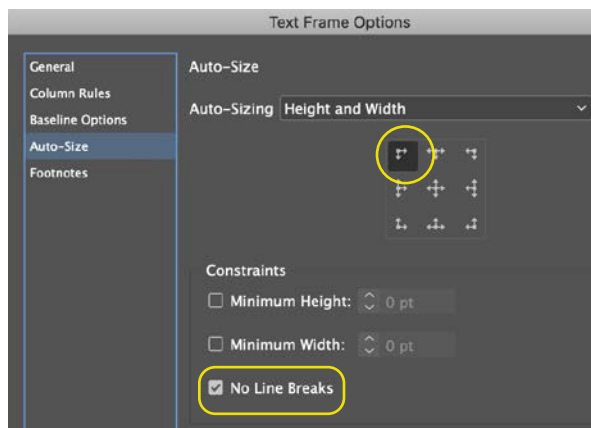 Text Frame Options
General
Column Rules
Baseline Options
Auto-Size
Footnotes
Auto-Size
Auto-Sizing Height and Width
Constraints
Minimum Height: 0 pt
Minimum Width: 0 pt
No Line Breaks